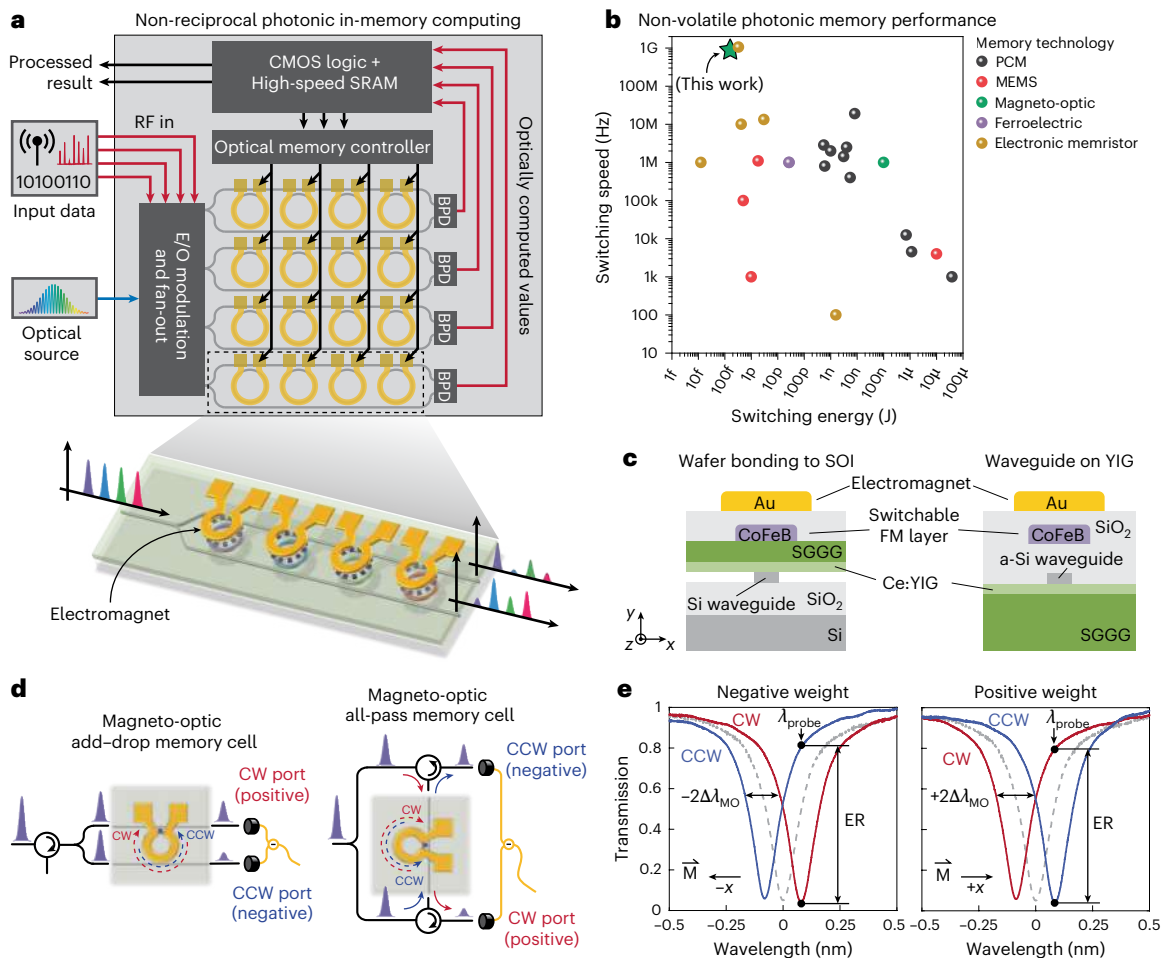 a
Non-reciprocal photonic in-memory computing
Processed
result
CMOS logic +
High-speed SRAM
RF in
Optical memory controller
10100110
Input data
E/O modulation
and fan-out
BPD
BPD
BPD
BPD
Optically computed values
Optical
source
Electromagnet
b
Non-volatile photonic memory performance
Switching speed (Hz)
1G
100M
10M
1M
100k
10k
1k
100
10
(This work)
1f
10f
100f
1p
10p
100p
1n
10n
100n
1μ
10μ
100μ
Switching energy (J)
Memory technology
PCM
MEMS
Magneto-optic
Ferroelectric
Electronic memristor
c
Wafer bonding to SOI
Waveguide on YIG
Au
Electromagnet
Au
CoFeB
Switchable
FM layer
CoFeB
SiO2
SGGG
a-Si waveguide
Ce:YIG
Si waveguide
SiO2
Si
SGGG
y
z
x
d
Magneto-optic
add–drop memory cell
CW port
(positive)
CW
CCW
CCW port
(negative)
–
Magneto-optic
all-pass memory cell
CCW port
(negative)
CW
CCW
–
CW port
(positive)
e
Negative weight
Positive weight
Transmission
1.0
0.8
0.6
0.4
0.2
0
CW
CCW
λprobe
−2ΔλMO
ER
M
−x
−0.5
−0.25
0
0.25
0.5
Wavelength (nm)
CCW
CW
λprobe
+2ΔλMO
ER
M
+x
−0.5
−0.25
0
0.25
0.5
Wavelength (nm)